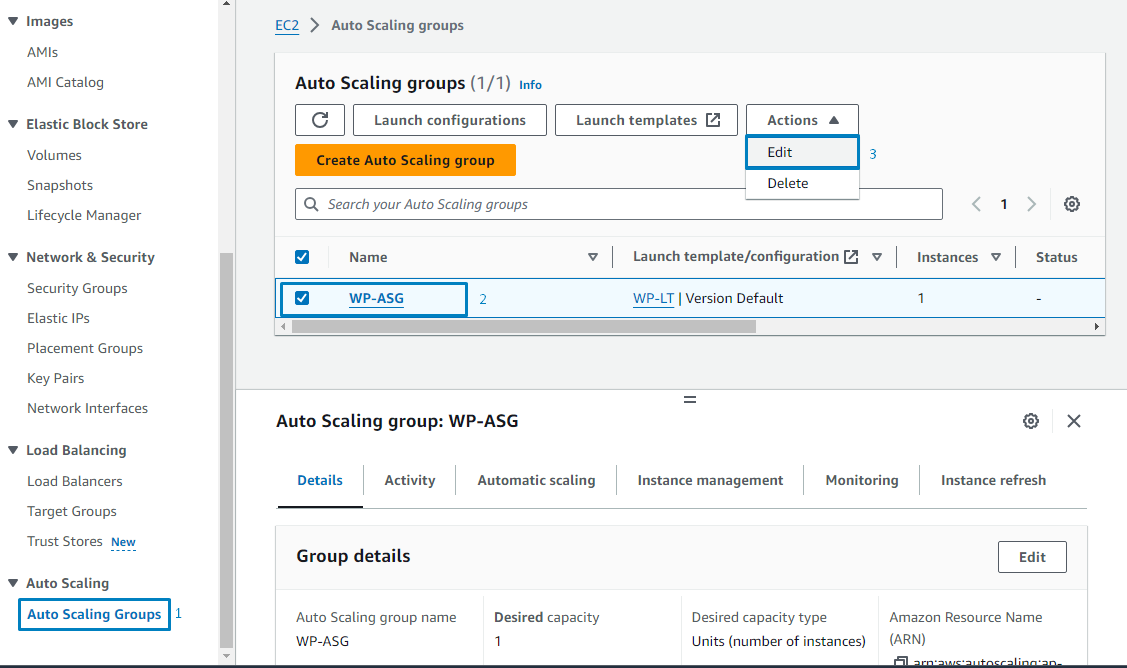 Images
AMIs
AMI Catalog
Elastic Block Store
Volumes
Snapshots
Lifecycle Manager
Network & Security
Security Groups
Elastic IPs
Placement Groups
Key Pairs
Network Interfaces
Load Balancing
Load Balancers
Target Groups
Trust Stores New
Auto Scaling
Auto Scaling Groups 1
EC2 Auto Scaling groups
Auto Scaling groups (1/1) Info
Launch configurations Launch templates Actions
Edit 3
Create Auto Scaling group
Delete
Search your Auto Scaling groups 1
Name Launch template/configuration Instances Status
WP-ASG 2 WP-LT | Version Default 1 -
Auto Scaling group: WP-ASG
Details Activity Automatic scaling Instance management Monitoring Instance refresh
Group details Edit
Auto Scaling group name
WP-ASG
Desired capacity
1
Desired capacity type
Units (number of instances)
Amazon Resource Name
(ARN)
arn:aws:autoscaling:ap-